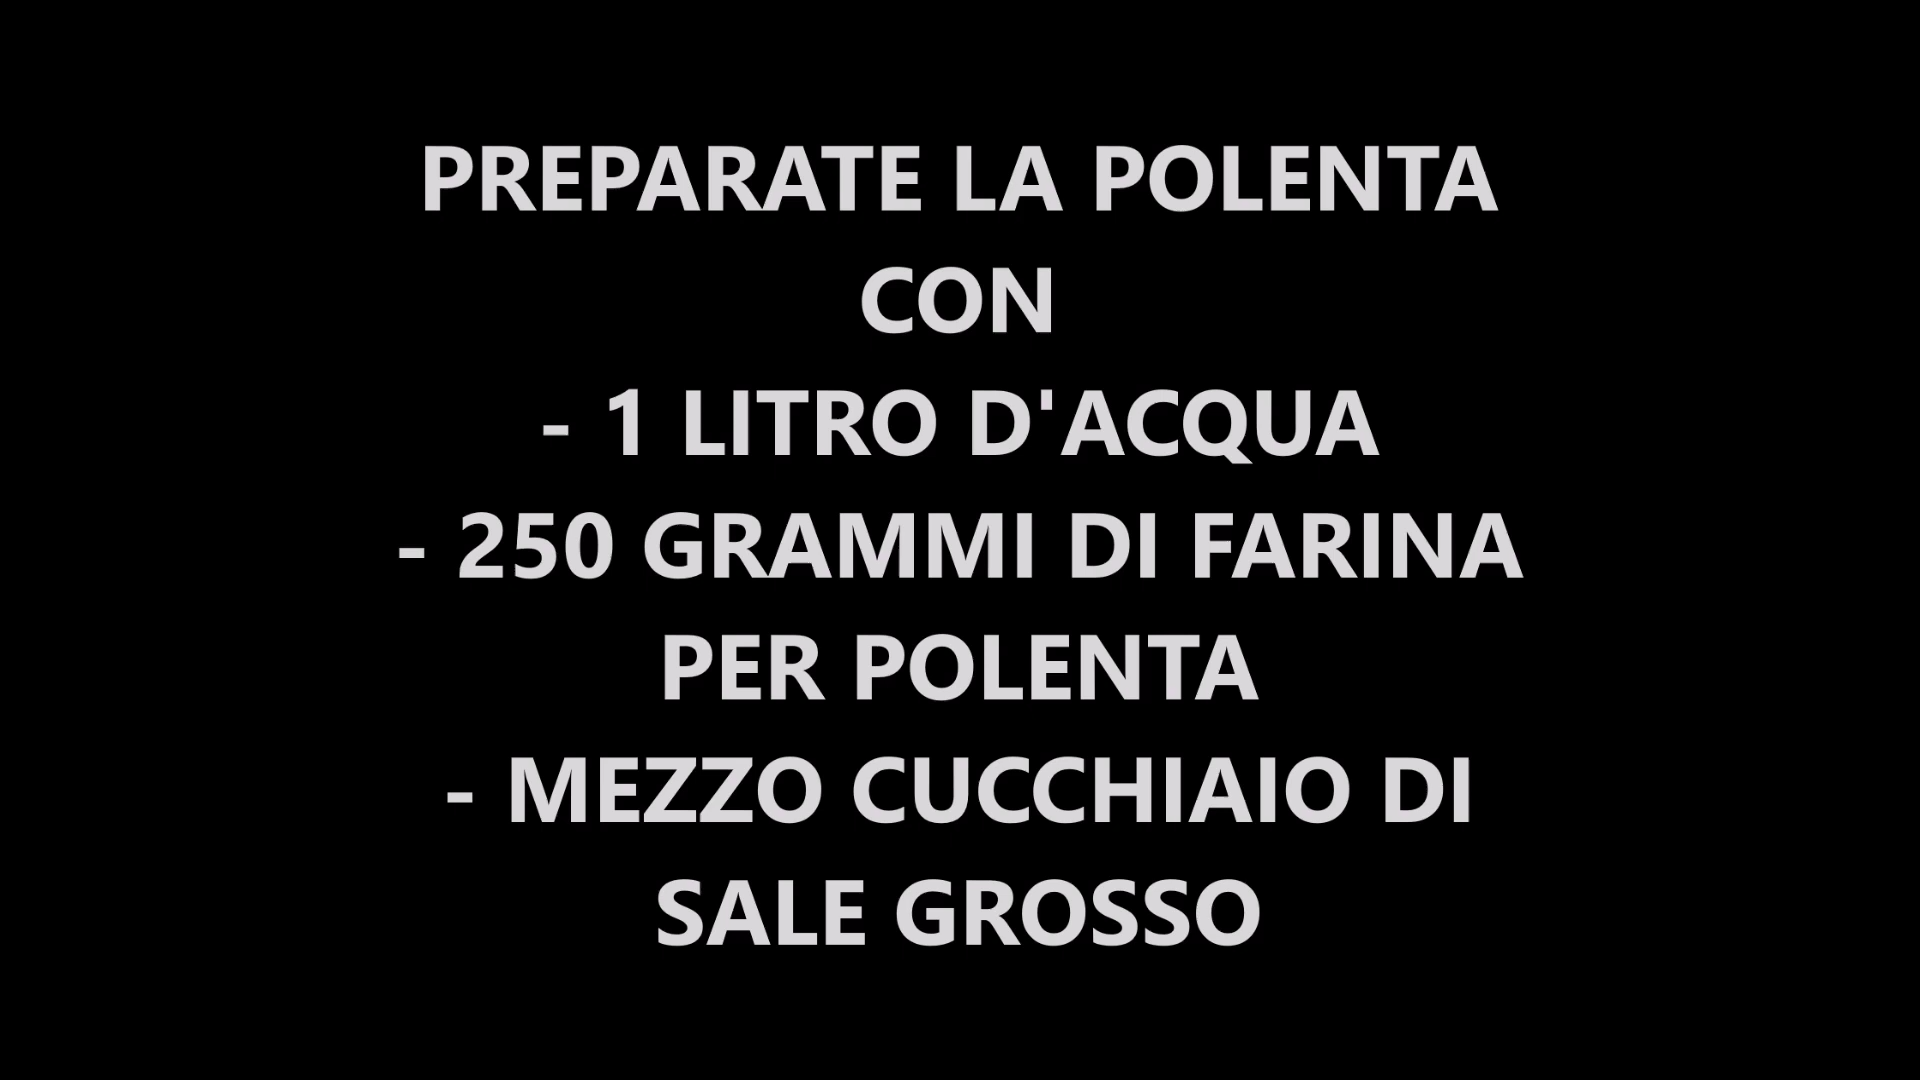 PREPARATE LA POLENTA
CON
- 1 LITRO D'ACQUA
- 250 GRAMMI DI FARINA
PER POLENTA
- MEZZO CUCCHIAIO DI
SALE GROSSO